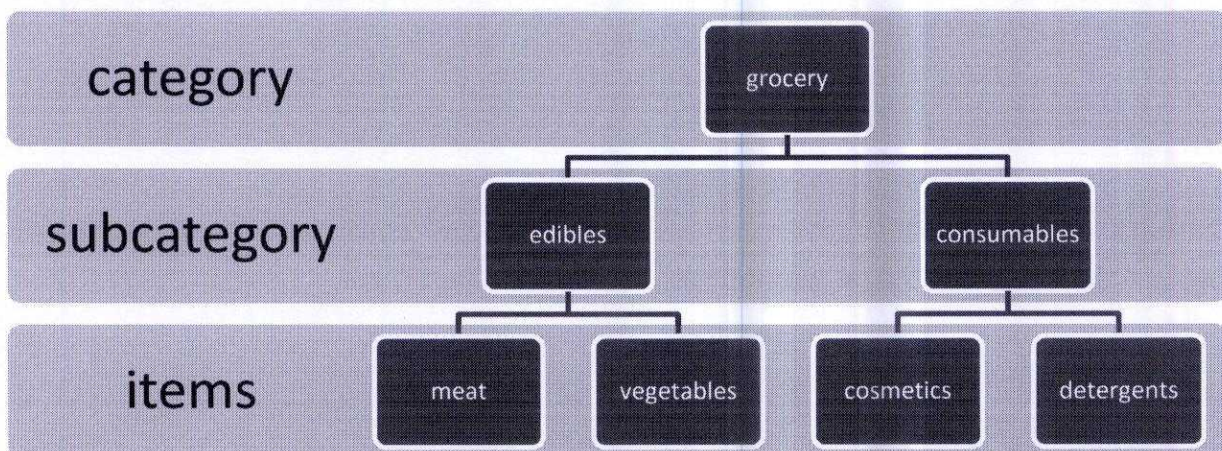 category
grocery
subcategory
edibles
consumables
items
meat
vegetables
cosmetics
detergents